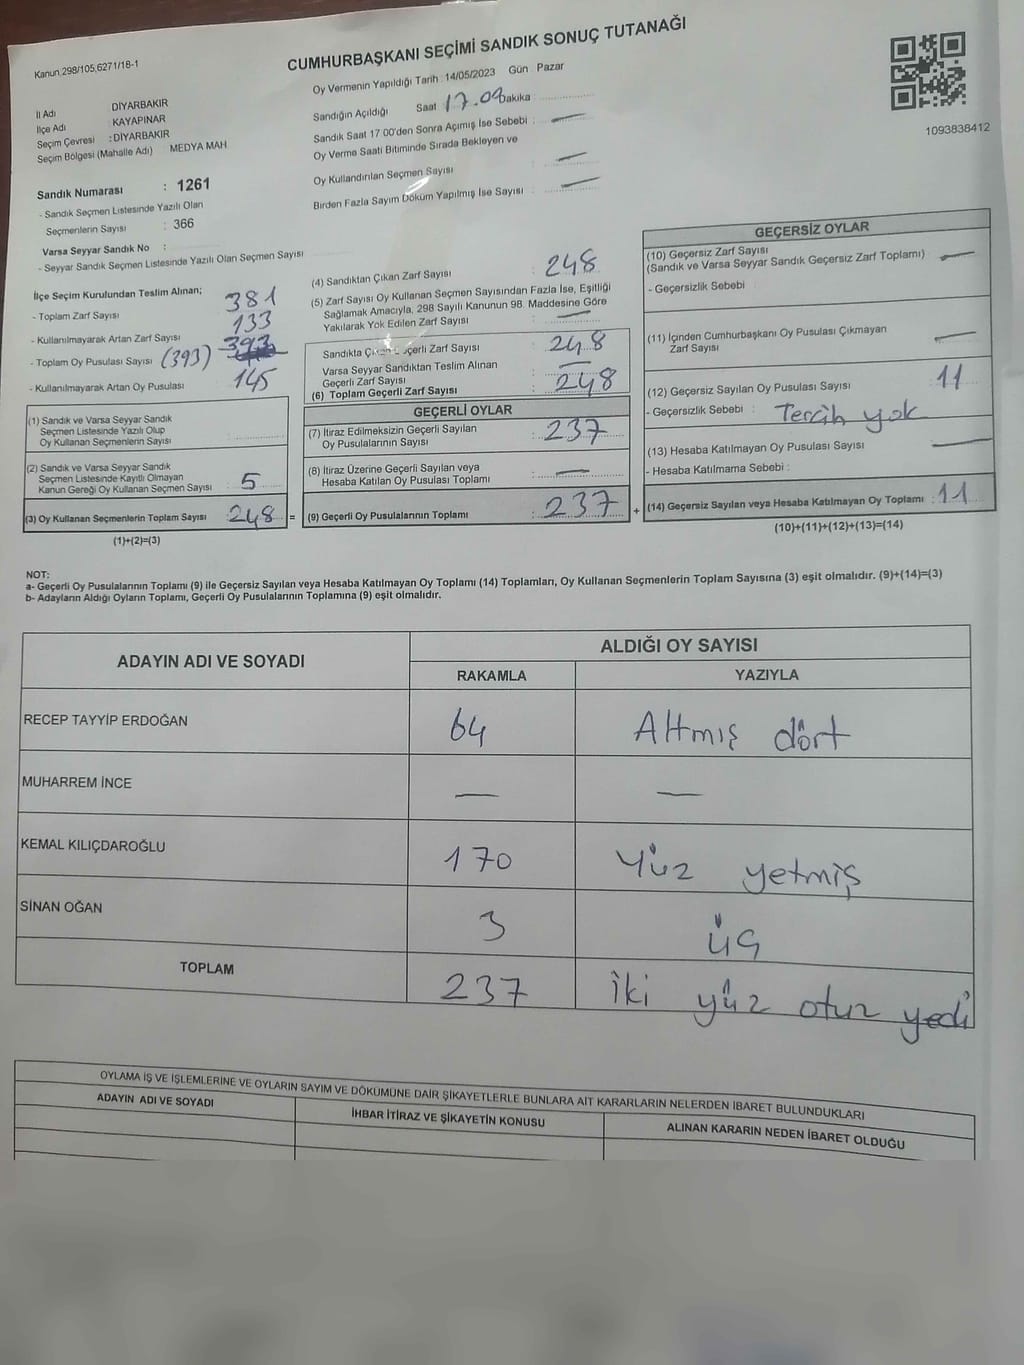 CUMHURBAŞKANI SEÇİMİ SANDIK SONUÇ TUTANAĞI
Kanun,298/105,6271/18-1
İl Adı DİYARBAKIR
İlçe Adı : KAYAPINAR
Seçim Çevresi : DİYARBAKIR
Seçim Bölgesi (Mahalle Adı) MEDYA MAH
Sandık Numarası : 1261
- Sandık Seçmen Listesinde Yazılı Olan
Seçmenlerin Sayısı : 366
Varsa Seyyar Sandık No :
- Seyyar Sandık Seçmen Listesinde Yazılı Olan Seçmen Sayısı
Oy Vermenin Yapıldığı Tarih : 14/05/2023 Gün Pazar
Sandığın Açıldığı Saat 17.09 Dakika
Sandık Saat 17 00'den Sonra Açımış İse Sebebi : —
Oy Verme Saati Bitiminde Sırada Bekleyen ve
Oy Kullandırılan Seçmen Sayısı —
Birden Fazla Sayım Döküm Yapılmış İse Sayısı : —
1093838412
İlçe Seçim Kurulundan Teslim Alınan;
- Toplam Zarf Sayısı 381
- Kullanılmayarak Artan Zarf Sayısı 133
- Toplam Oy Pusulası Sayısı (393) 393
- Kullanılmayarak Artan Oy Pusulası 145
(1) Sandık ve Varsa Seyyar Sandık
Seçmen Listesinde Yazılı Olup
Oy Kullanan Seçmenlerin Sayısı :
(2) Sandık ve Varsa Seyyar Sandık
Seçmen Listesinde Kayıtlı Olmayan
Kanun Gereği Oy Kullanan Seçmen Sayısı : 5
(3) Oy Kullanan Seçmenlerin Toplam Sayısı : 248 =
(1)+(2)=(3)
(4) Sandıktan Çıkan Zarf Sayısı : 248
(5) Zarf Sayısı Oy Kullanan Seçmen Sayısından Fazla İse, Eşitliği
Sağlamak Amacıyla, 298 Sayılı Kanunun 98. Maddesine Göre
Yakılarak Yok Edilen Zarf Sayısı : —
Sandıkta Geçerli Zarf Sayısı : 248
Varsa Seyyar Sandıktan Teslim Alınan
Geçerli Zarf Sayısı : —
(6) Toplam Geçerli Zarf Sayısı : 248
GEÇERLİ OYLAR
(7) İtiraz Edilmeksizin Geçerli Sayılan
Oy Pusulalarının Sayısı : 237
(8) İtiraz Üzerine Geçerli Sayılan veya
Hesaba Katılan Oy Pusulası Toplamı : —
(9) Geçerli Oy Pusulalarının Toplamı : 237 +
GEÇERSİZ OYLAR
(10) Geçersiz Zarf Sayısı
(Sandık ve Varsa Seyyar Sandık Geçersiz Zarf Toplamı) —
- Geçersizlik Sebebi :
(11) İçinden Cumhurbaşkanı Oy Pusulası Çıkmayan
Zarf Sayısı —
(12) Geçersiz Sayılan Oy Pusulası Sayısı 11
- Geçersizlik Sebebi : Tercih yok
(13) Hesaba Katılmayan Oy Pusulası Sayısı —
- Hesaba Katılmama Sebebi :
(14) Geçersiz Sayılan veya Hesaba Katılmayan Oy Toplamı : 11
(10)+(11)+(12)+(13)=(14)
NOT:
a- Geçerli Oy Pusulalarının Toplamı (9) ile Geçersiz Sayılan veya Hesaba Katılmayan Oy Toplamı (14) Toplamları, Oy Kullanan Seçmenlerin Toplam Sayısına (3) eşit olmalıdır. (9)+(14)=(3)
b- Adayların Aldığı Oyların Toplamı, Geçerli Oy Pusulalarının Toplamına (9) eşit olmalıdır.
ADAYIN ADI VE SOYADI ALDIĞI OY SAYISI
RAKAMLA YAZIYLA
RECEP TAYYİP ERDOĞAN 64 Altmış dört
MUHARREM İNCE — —
KEMAL KILIÇDAROĞLU 170 Yüz yetmiş
SİNAN OĞAN 3 üç
TOPLAM 237 İki yüz otuz yedi
OYLAMA İŞ VE İŞLEMLERİNE VE OYLARIN SAYIM VE DÖKÜMÜNE DAİR ŞİKAYETLERLE BUNLARA AİT KARARLARIN NELERDEN İBARET BULUNDUKLARI
ADAYIN ADI VE SOYADI İHBAR İTİRAZ VE ŞİKAYETİN KONUSU ALINAN KARARIN NEDEN İBARET OLDUĞU